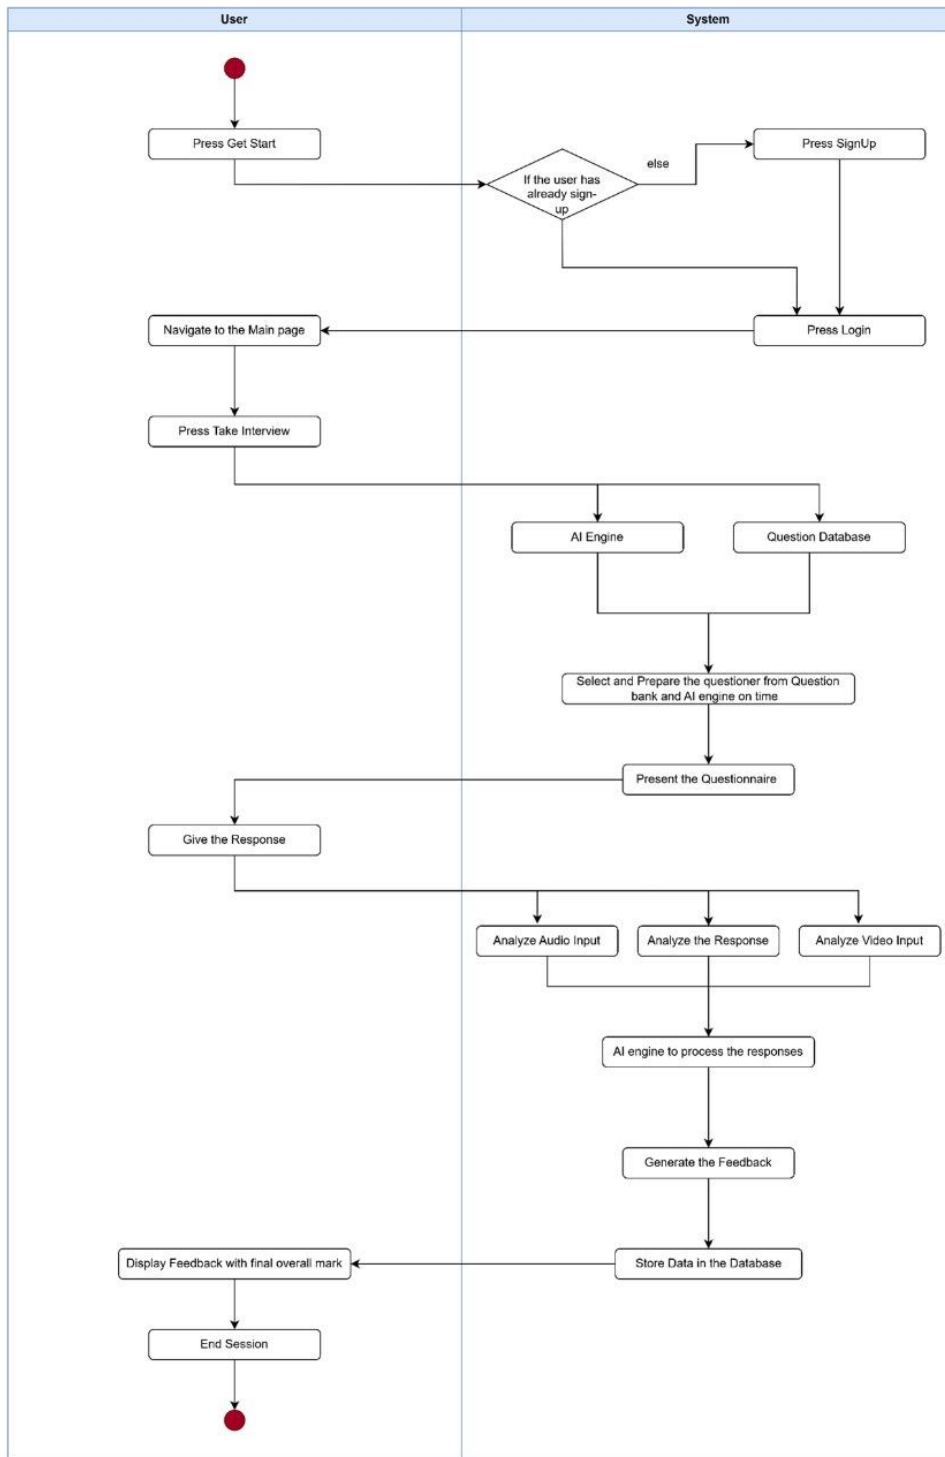 User
System
Press Get Start
else
Press SignUp
If the user has
already sign-
up
Navigate to the Main page
Press Login
Press Take Interview
AI Engine
Question Database
Select and Prepare the questioner from Question
bank and AI engine on time
Present the Questionnaire
Give the Response
Analyze Audio Input
Analyze the Response
Analyze Video Input
AI engine to process the responses
Generate the Feedback
Display Feedback with final overall mark
Store Data in the Database
End Session